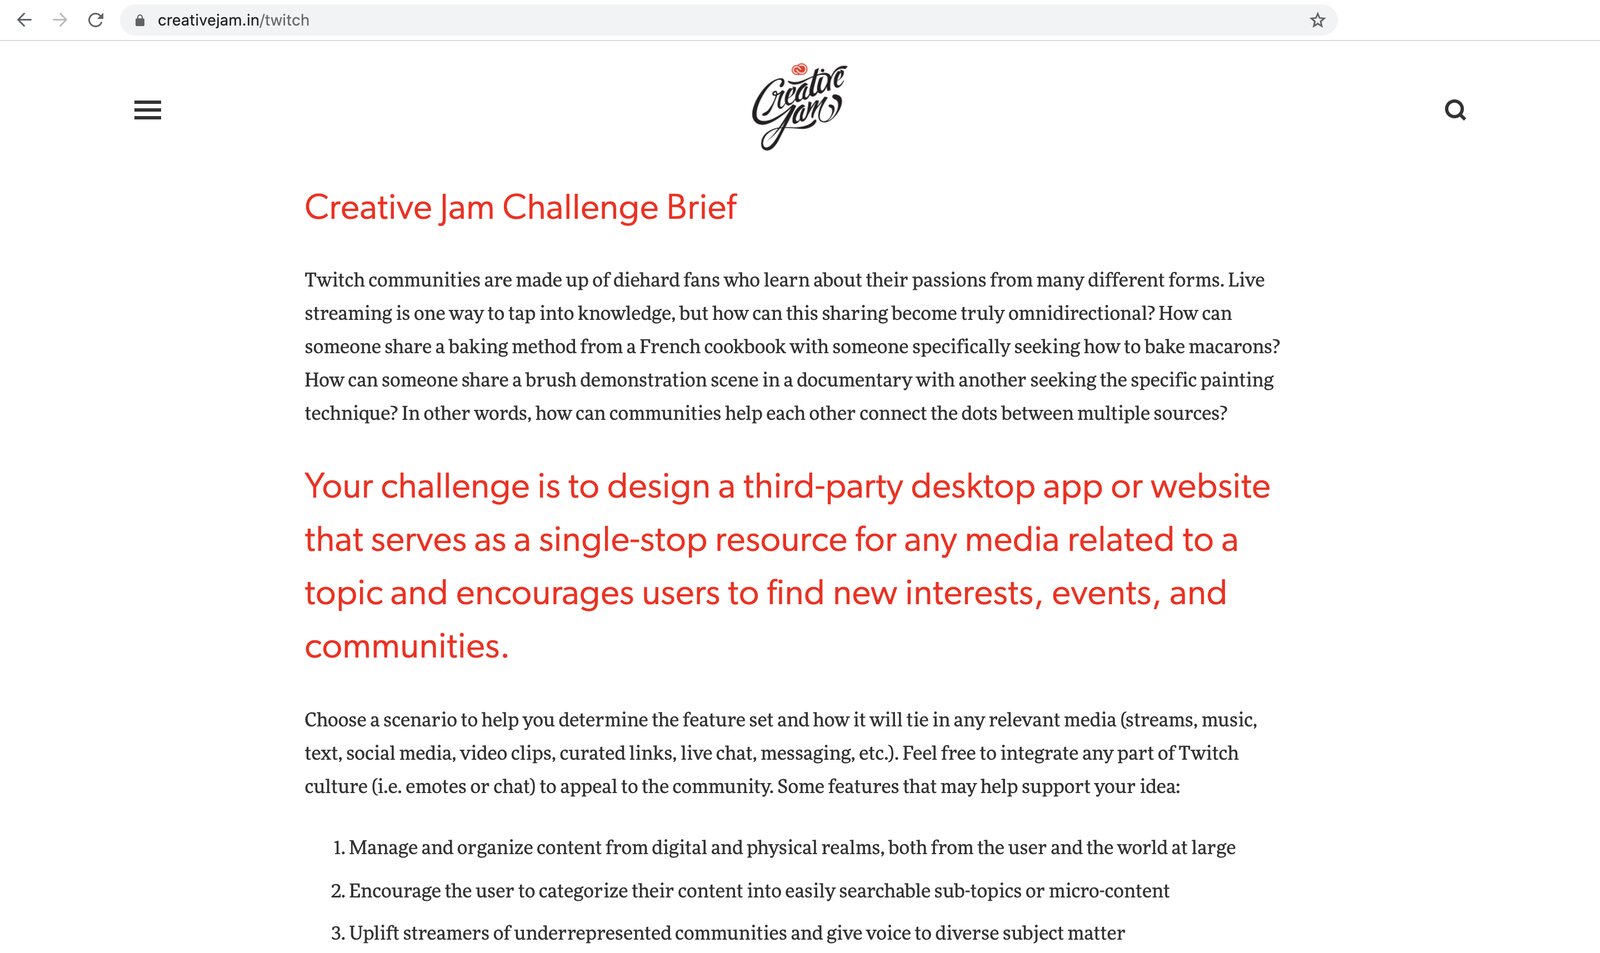 creativejam.in/twitch
Creative
Jam
Creative Jam Challenge Brief
Twitch communities are made up of diehard fans who learn about their passions from many different forms. Live
streaming is one way to tap into knowledge, but how can this sharing become truly omnidirectional? How can
someone share a baking method from a French cookbook with someone specifically seeking how to bake macarons?
How can someone share a brush demonstration scene in a documentary with another seeking the specific painting
technique? In other words, how can communities help each other connect the dots between multiple sources?
Your challenge is to design a third-party desktop app or website
that serves as a single-stop resource for any media related to a
topic and encourages users to find new interests, events, and
communities.
Choose a scenario to help you determine the feature set and how it will tie in any relevant media (streams, music,
text, social media, video clips, curated links, live chat, messaging, etc.). Feel free to integrate any part of Twitch
culture (i.e. emotes or chat) to appeal to the community. Some features that may help support your idea:
1. Manage and organize content from digital and physical realms, both from the user and the world at large
2. Encourage the user to categorize their content into easily searchable sub-topics or micro-content
3. Uplift streamers of underrepresented communities and give voice to diverse subject matter